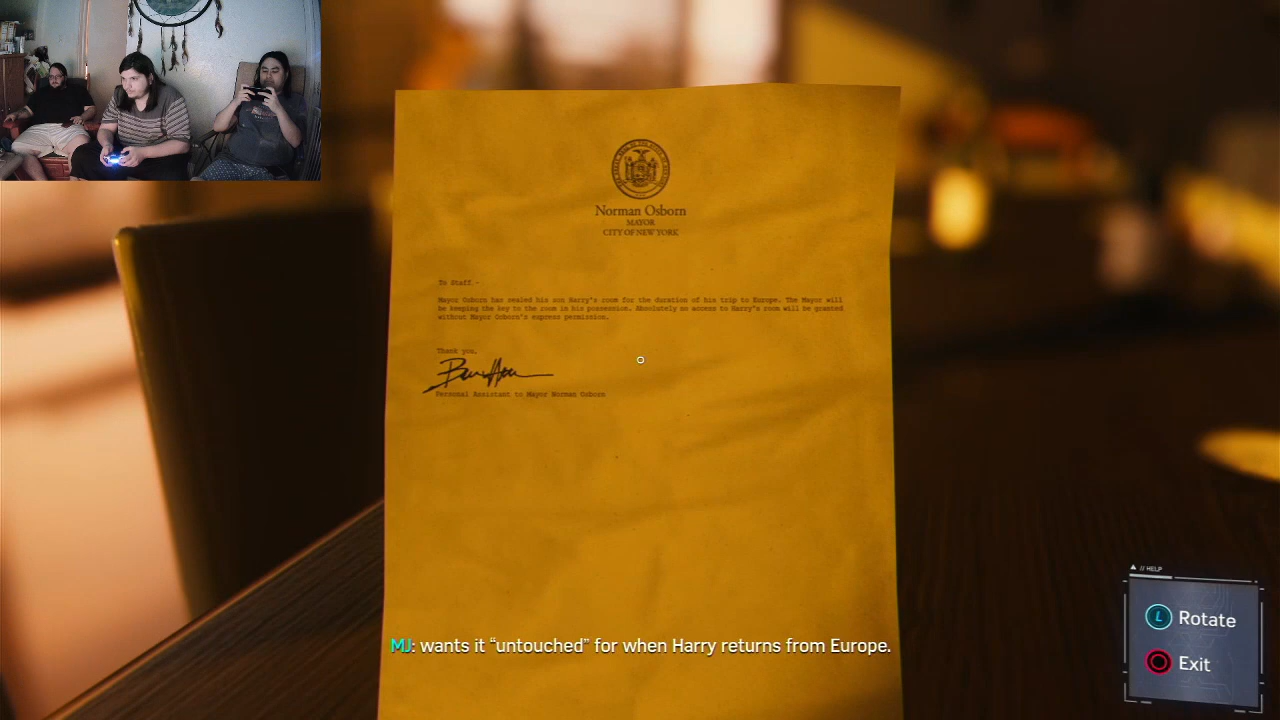 Norman Osborn
MAYOR
CITY OF NEW YORK
To Staff -
Mayor Osborn has sealed his son Harry's room for the duration of his trip to Europe. The Mayor will
be keeping the key to the room in his possession. Absolutely no access to Harry's room will be granted
without Mayor Osborn's express permission.
Thank you,
Personal Assistant to Mayor Norman Osborn
MJ: wants it “untouched” for when Harry returns from Europe.
// HELP
L Rotate
Exit